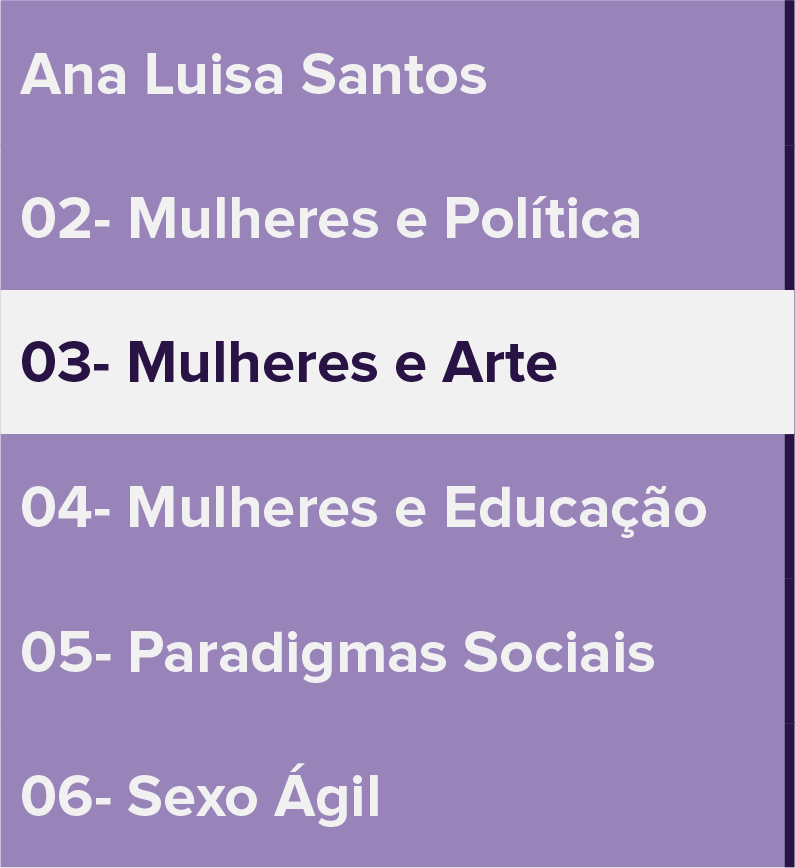 Ana Luisa Santos
02- Mulheres e Política
03- Mulheres e Arte
04- Mulheres e Educação
05- Paradigmas Sociais
06- Sexo Ágil